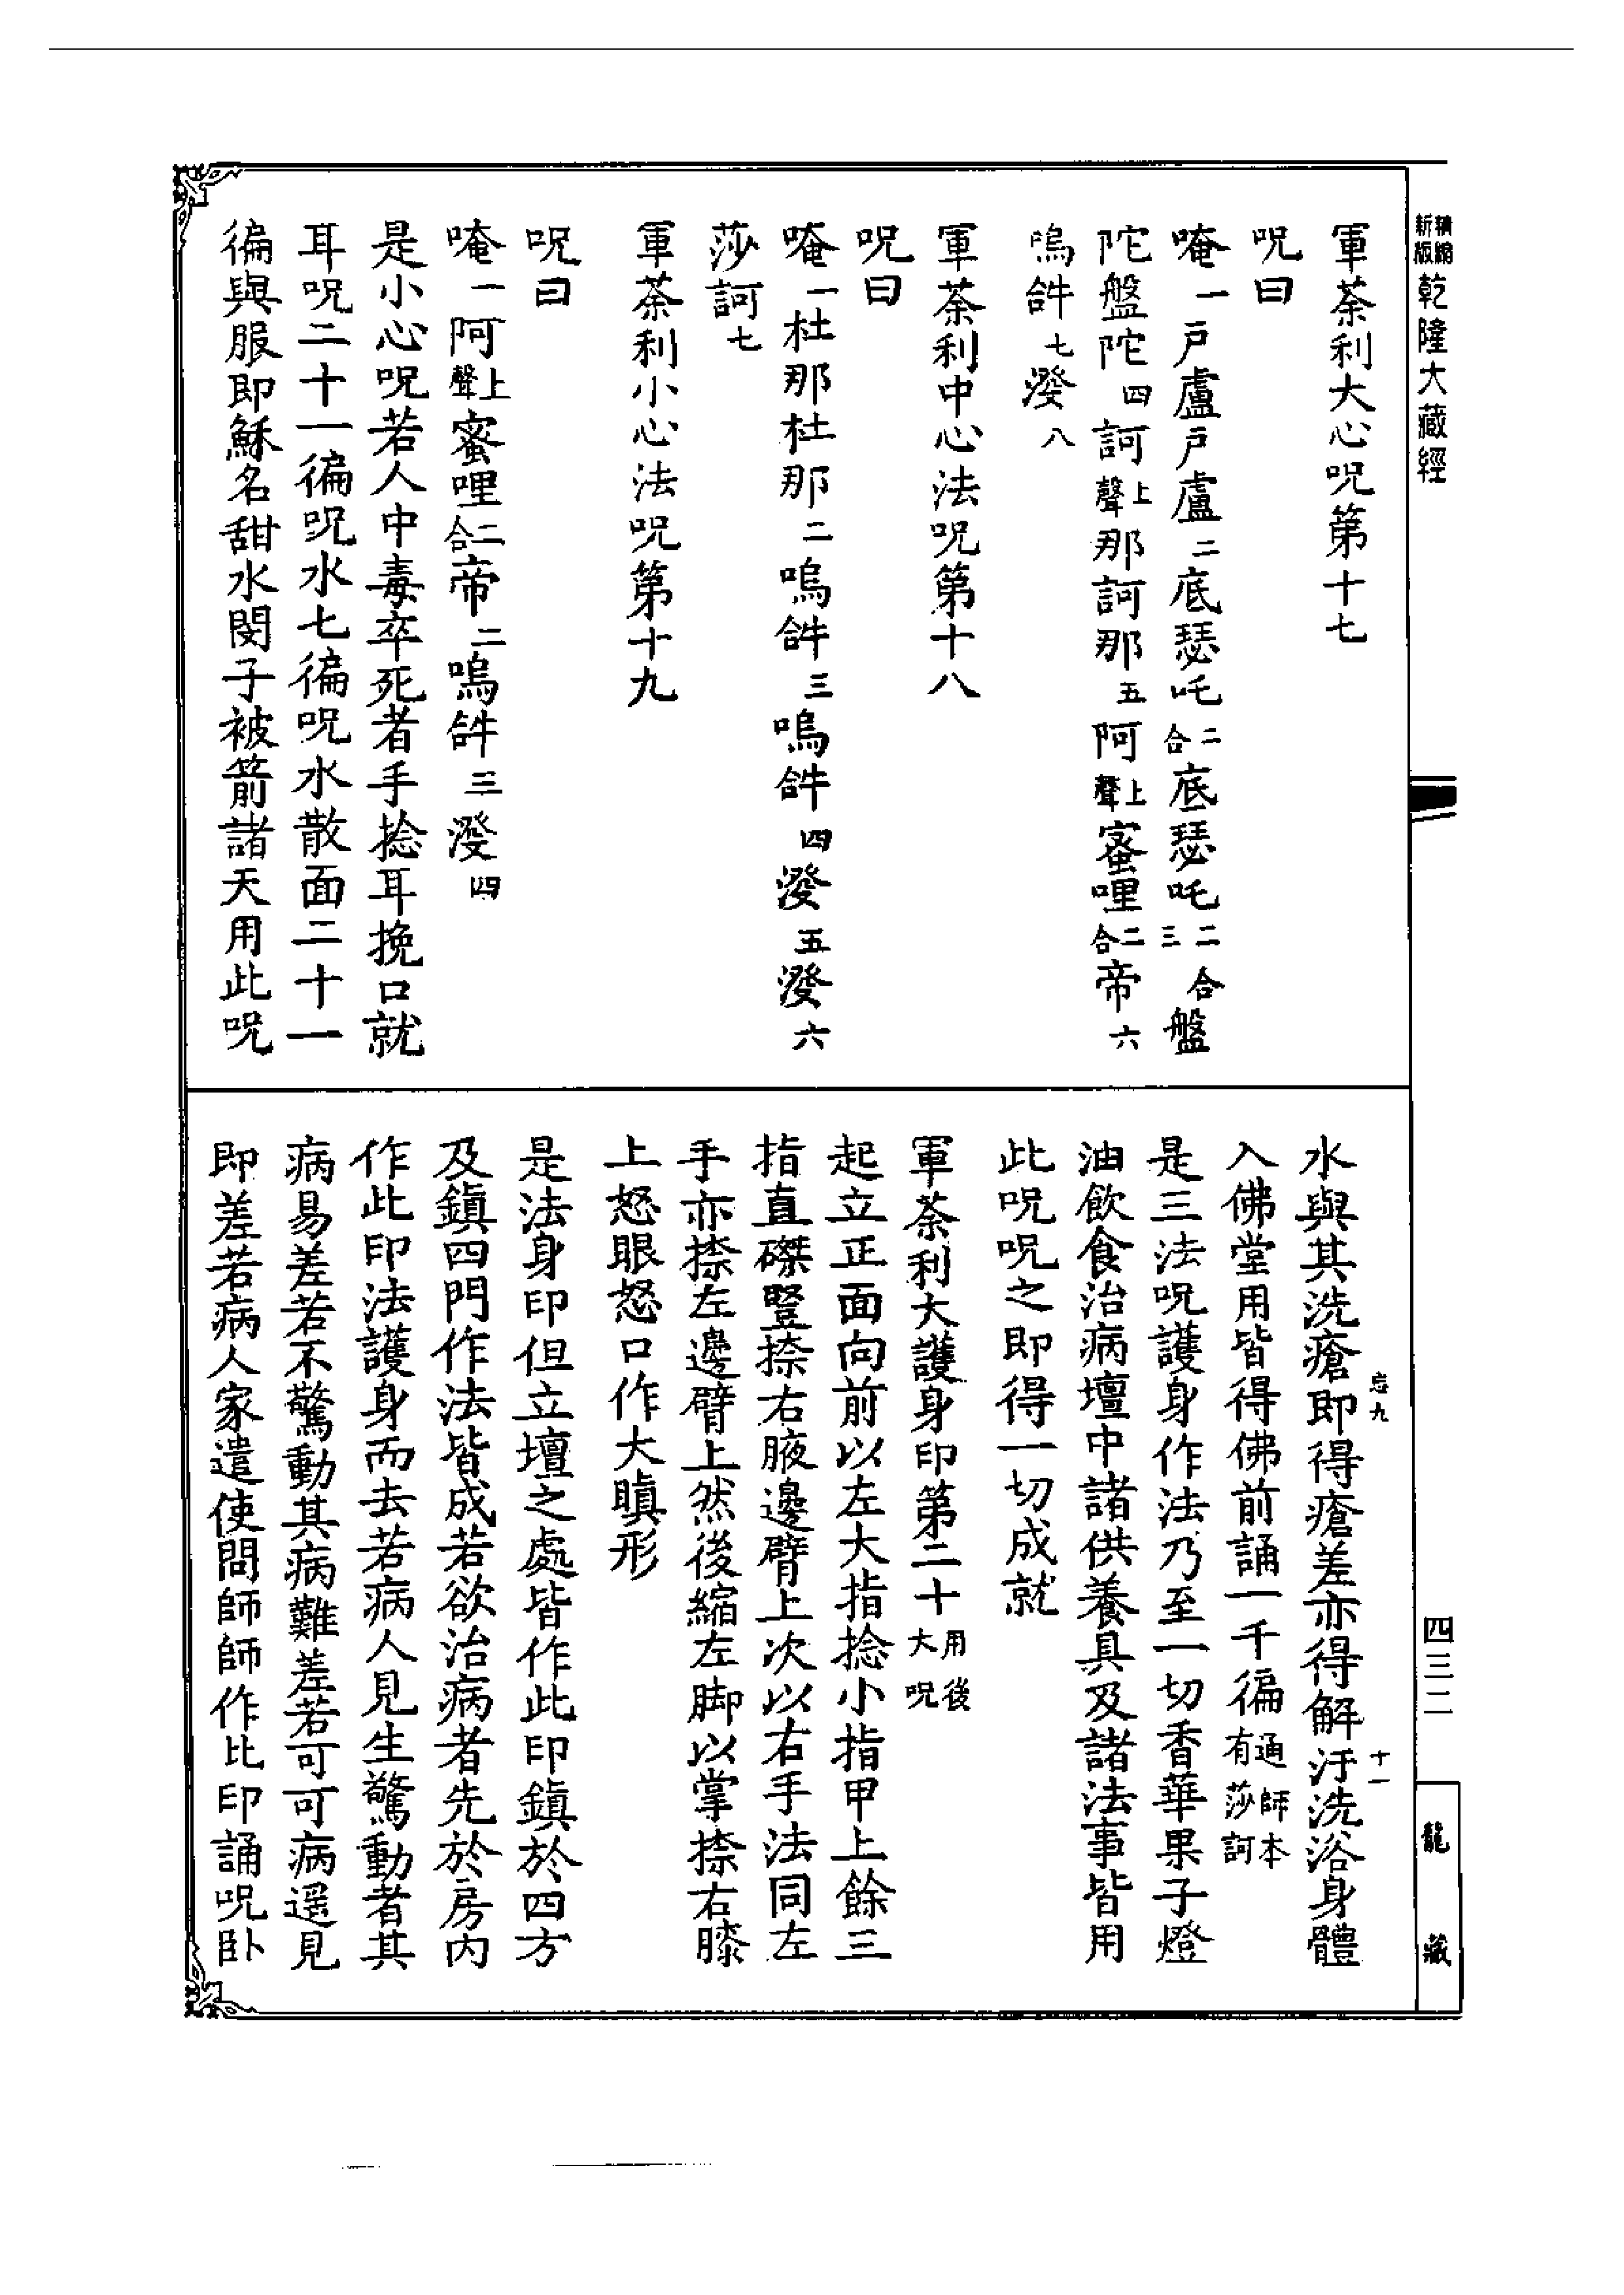 新版精縮乾隆大藏經
軍荼利大心呪第十七
呪曰
唵一戶盧戶盧二底瑟吒二合底瑟吒二合三盤
陀盤陀四訶上聲那訶那五阿上聲蜜哩二合帝六
嗚𤙖七𤼵八
軍荼利中心法呪第十八
呪曰
唵一杜那杜那二嗚𤙖三嗚𤙖四𤼵五𤼵六
莎訶七
軍荼利小心法呪第十九
呪曰
唵一阿上聲蜜哩二合帝二嗚𤙖三𤼵四
是小心呪若人中毒卒死者手捻耳挽口就
耳呪二十一徧呪水七徧呪水散面二十一
徧與服即穌名甜水閔子被箭諸天用此呪
水與其洗瘡即得瘡差亦得解汙洗浴身體
入佛堂用皆得佛前誦一千徧通師本有莎訶
是三法呪護身作法乃至一切香華果子燈
油飲食治病壇中諸供養具及諸法事皆用
此呪呪之即得一切成就
軍荼利大護身印第二十用後大呪
起立正面向前以左大指捻小指甲上餘三
指直磔豎捺右腋邊臂上次以右手法同左
手亦捺左邊臂上然後縮左脚以掌捺右膝
上怒眼怒口作大瞋形
是法身印但立壇之處皆作此印鎮於四方
及鎮四門作法皆成若欲治病者先於房內
作此印法護身而去若病人見生驚動者其
病易差若不驚動其病難差若可可病遥見
即差若病人家遣使問師師作比印誦呪卧
忘九
十一
四三二
龍藏